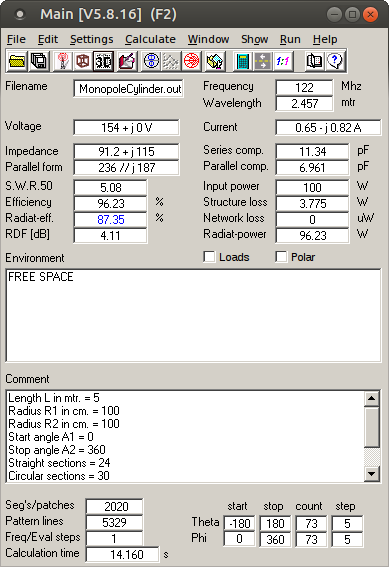 Main [V5.8.16] (F2)
File Edit Settings Calculate Window Show Run Help
3D 1:1
Filename MonopoleCylinder.out Frequency 122 Mhz
Wavelength 2.457 mtr
Voltage 154 + j 0 V Current 0.65 - j 0.82 A
Impedance 91.2 + j 115 Series comp. 11.34 pF
Parallel form 236 // j 187 Parallel comp. 6.961 pF
S.W.R.50 5.08 Input power 100 W
Efficiency 96.23 % Structure loss 3.775 W
Radiat-eff. 87.35 % Network loss 0 uW
RDF [dB] 4.11 Radiat-power 96.23 W
Environment Loads Polar
FREE SPACE
Comment
Length L in mtr. = 5
Radius R1 in cm. = 100
Radius R2 in cm. = 100
Start angle A1 = 0
Stop angle A2 = 360
Straight sections = 24
Circular sections = 30
Seg's/patches 2020 start stop count step
Pattern lines 5329 Theta -180 180 73 5
Freq/Eval steps 1 Phi 0 360 73 5
Calculation time 14.160 s